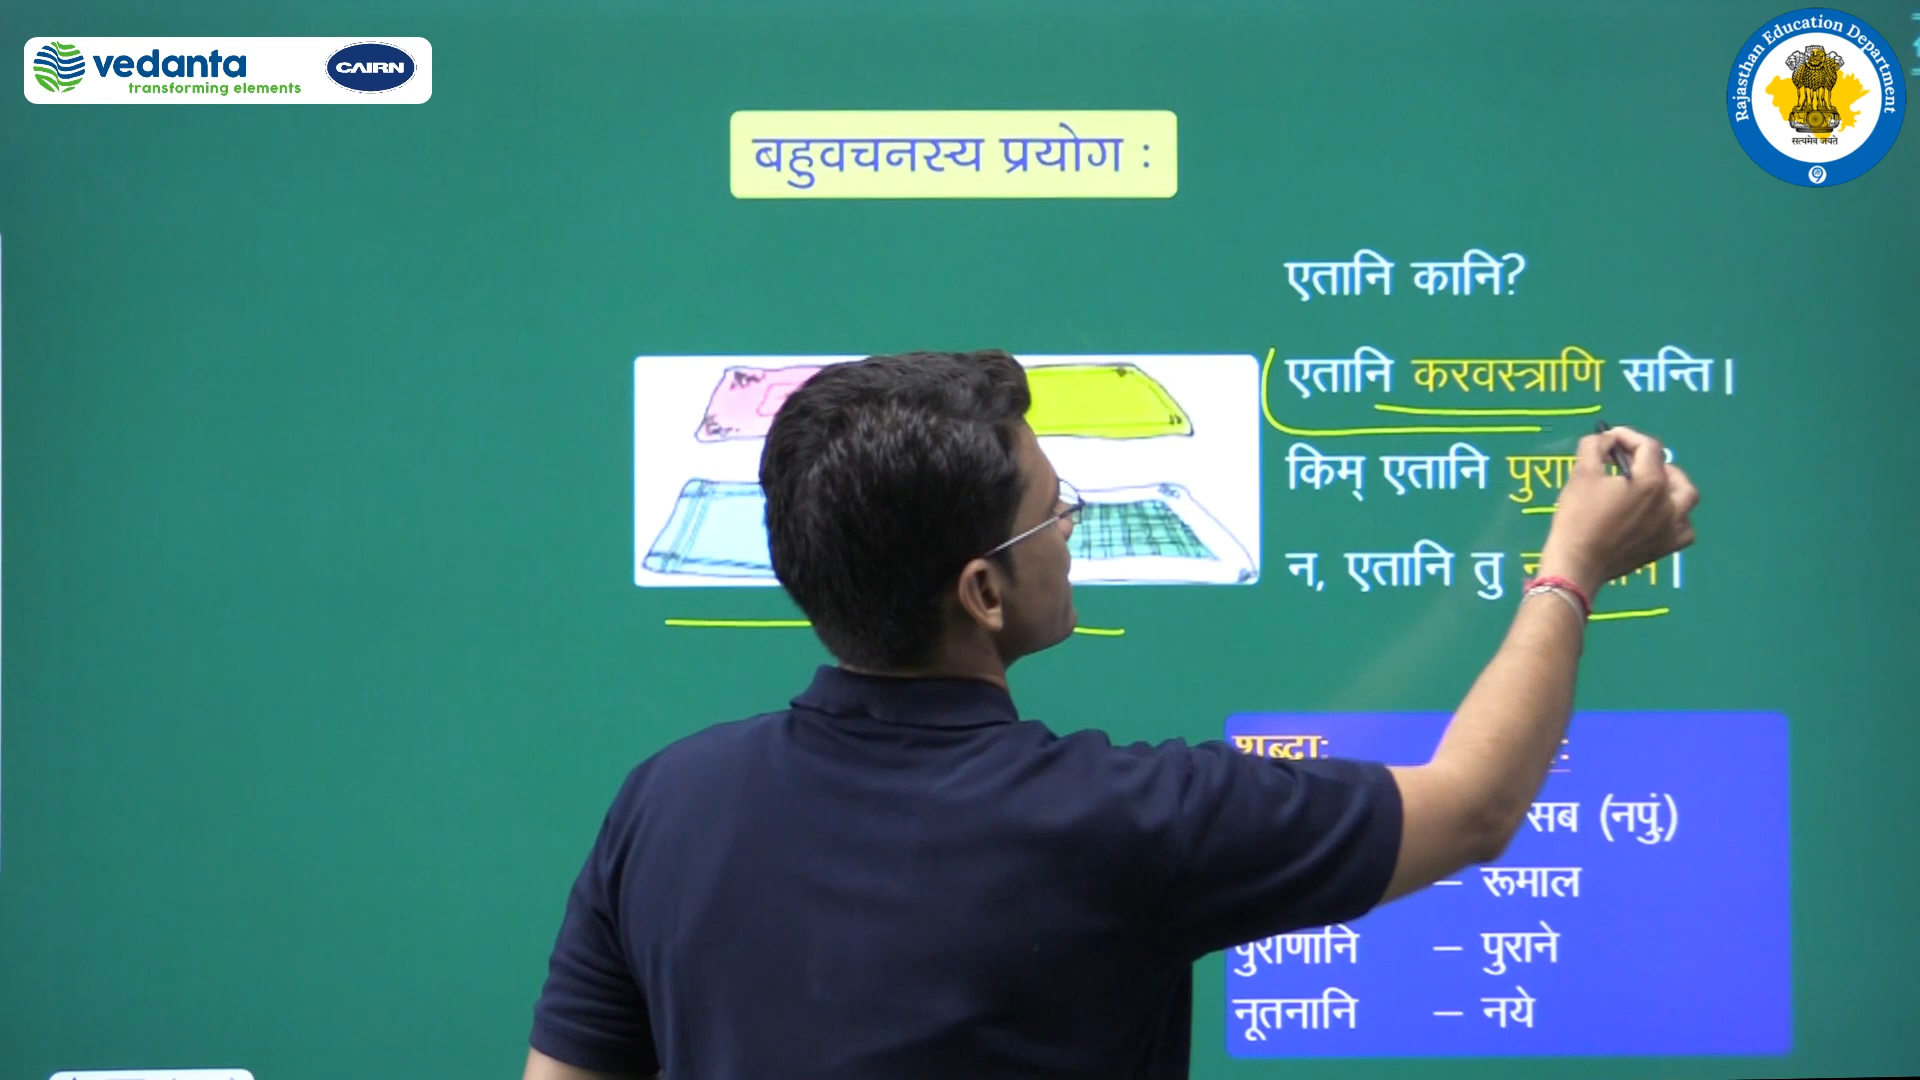 vedanta
transforming elements
CAIRN
Rajasthan Education Department
सत्यमेव जयते
बहुवचनस्य प्रयोग :
एतानि कानि?
एतानि करवस्त्राणि सन्ति।
किम् एतानि
न, एतानि तु
शब्दाः
सब (नपुं.)
– रूमाल
पुराणानि – पुराने
नूतनानि – नये